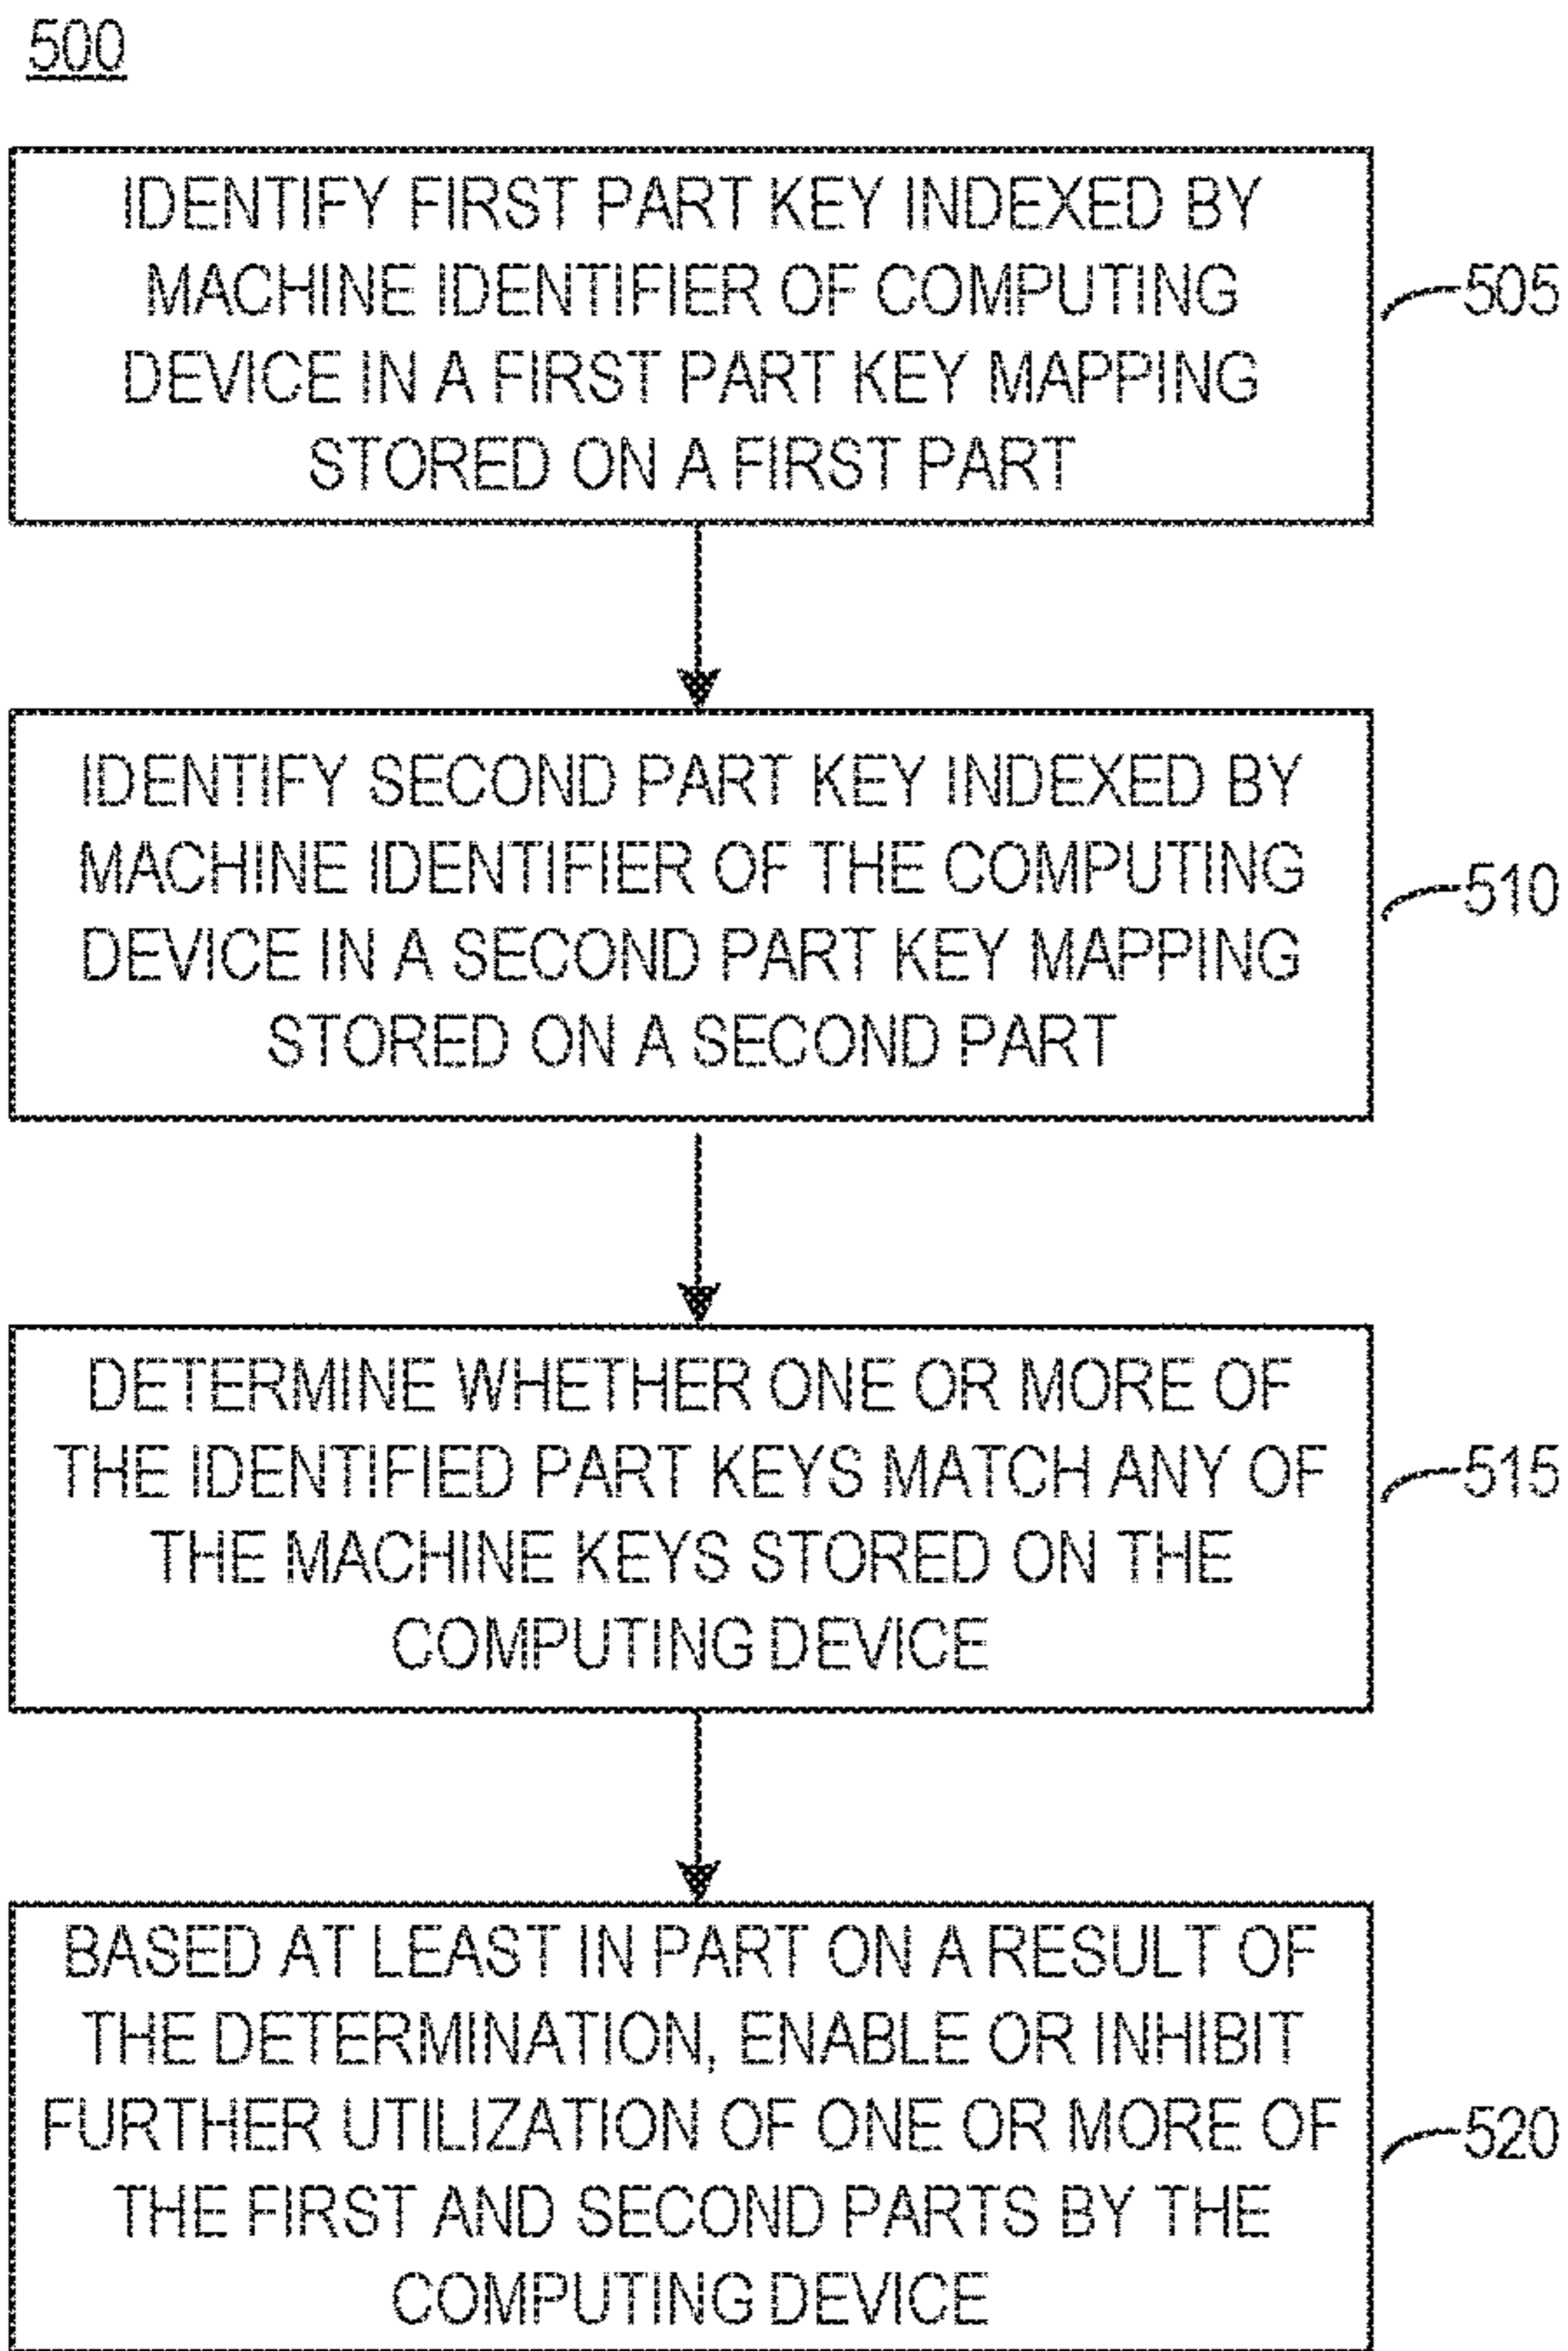 500
IDENTIFY FIRST PART KEY INDEXED BY
MACHINE IDENTIFIER OF COMPUTING
DEVICE IN A FIRST PART KEY MAPPING
STORED ON A FIRST PART
505
IDENTIFY SECOND PART KEY INDEXED BY
MACHINE IDENTIFIER OF THE COMPUTING
DEVICE IN A SECOND PART KEY MAPPING
STORED ON A SECOND PART
510
DETERMINE WHETHER ONE OR MORE OF
THE IDENTIFIED PART KEYS MATCH ANY OF
THE MACHINE KEYS STORED ON THE
COMPUTING DEVICE
515
BASED AT LEAST IN PART ON A RESULT OF
THE DETERMINATION, ENABLE OR INHIBIT
FURTHER UTILIZATION OF ONE OR MORE OF
THE FIRST AND SECOND PARTS BY THE
COMPUTING DEVICE
520